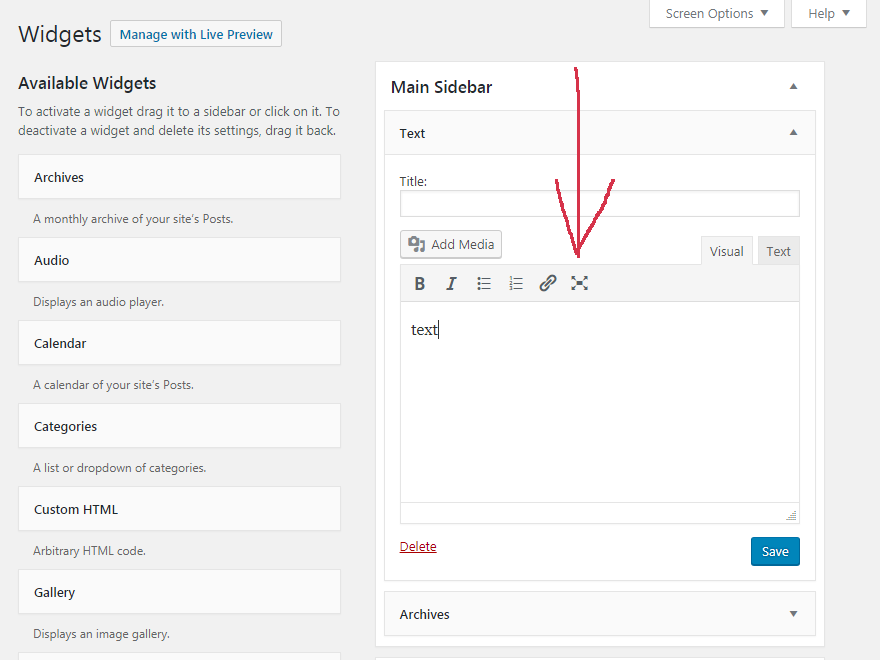 Screen Options Help
Widgets Manage with Live Preview
Available Widgets
To activate a widget drag it to a sidebar or click on it. To
deactivate a widget and delete its settings, drag it back.
Archives
A monthly archive of your site's Posts.
Audio
Displays an audio player.
Calendar
A calendar of your site's Posts.
Categories
A list or dropdown of categories.
Custom HTML
Arbitrary HTML code.
Gallery
Displays an image gallery.
Main Sidebar
Text
Title:
Add Media
Visual Text
B I
text
Delete
Save
Archives